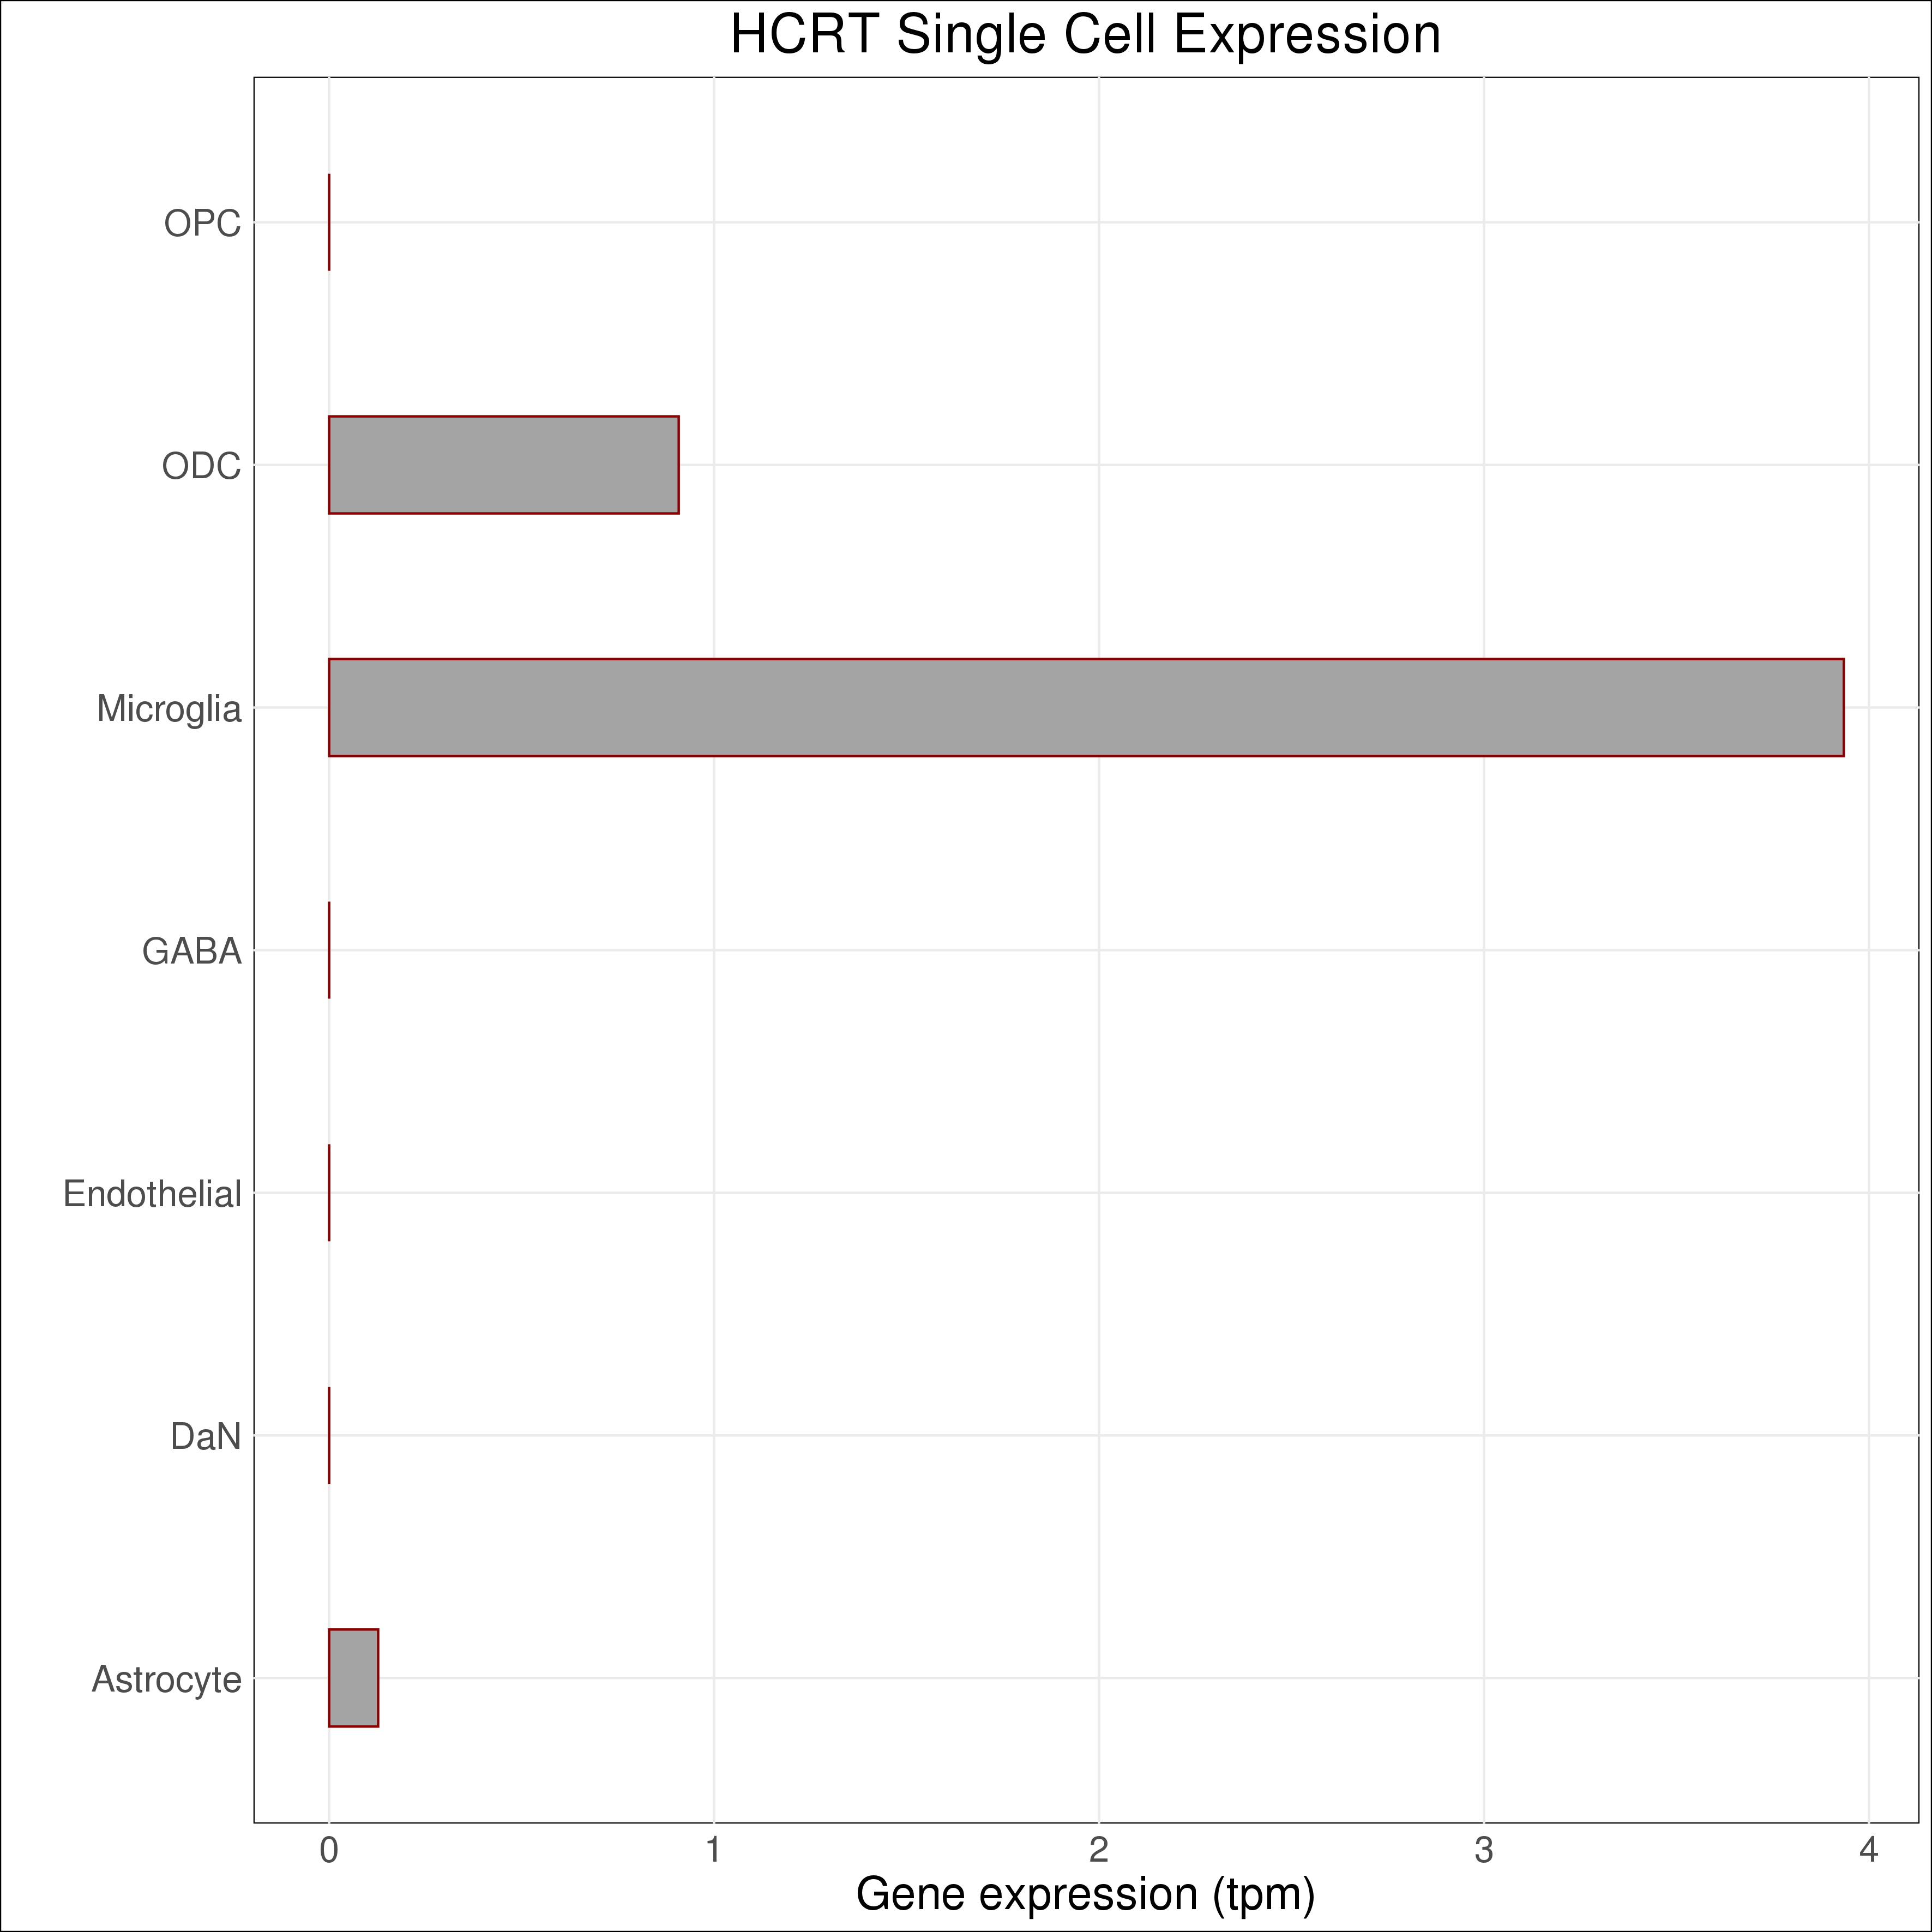 HCRT Single Cell Expression
OPC
ODC
Microglia
GABA
Endothelial
DaN
Astrocyte
0 1 2 3 4
Gene expression (tpm)